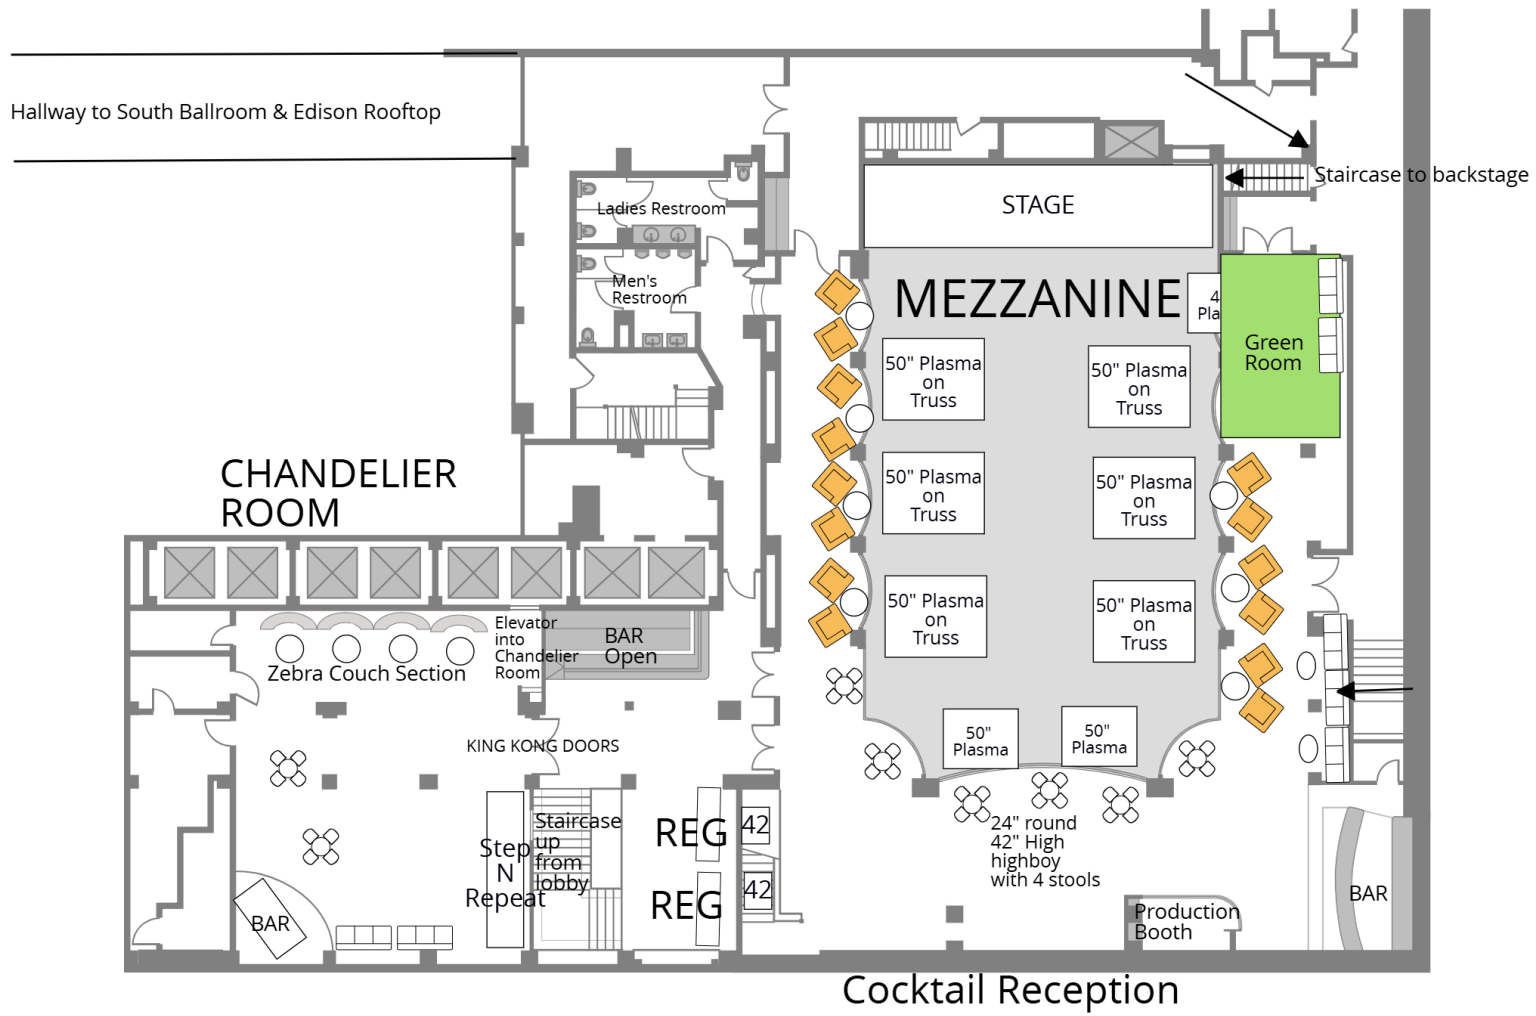 Hallway to South Ballroom & Edison Rooftop
Staircase to backstage
STAGE
Ladies Restroom
Men's
Restroom
MEZZANINE
4
Pla
Green
Room
50" Plasma
on
Truss
50" Plasma
on
Truss
50" Plasma
on
Truss
50" Plasma
on
Truss
50" Plasma
on
Truss
50" Plasma
on
Truss
50"
Plasma
50"
Plasma
CHANDELIER
ROOM
Elevator
into
Chandelier
Room
BAR
Open
Zebra Couch Section
KING KONG DOORS
Step
N
Repeat
Staircase
up
from
lobby
REG
REG
42
42
BAR
24" round
42" High
highboy
with 4 stools
Production
Booth
BAR
Cocktail Reception